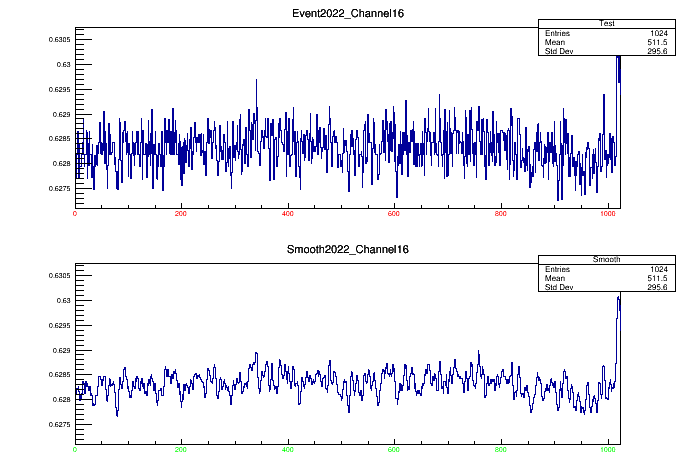 Event2022_Channel16
Test
Entries 1024
Mean 511.5
Std Dev 295.6
0.6305
0.63
0.6295
0.629
0.6285
0.628
0.6275
0 200 400 600 800 1000
Smooth2022_Channel16
Smooth
Entries 1024
Mean 511.5
Std Dev 295.6
0.6305
0.63
0.6295
0.629
0.6285
0.628
0.6275
0 200 400 600 800 1000